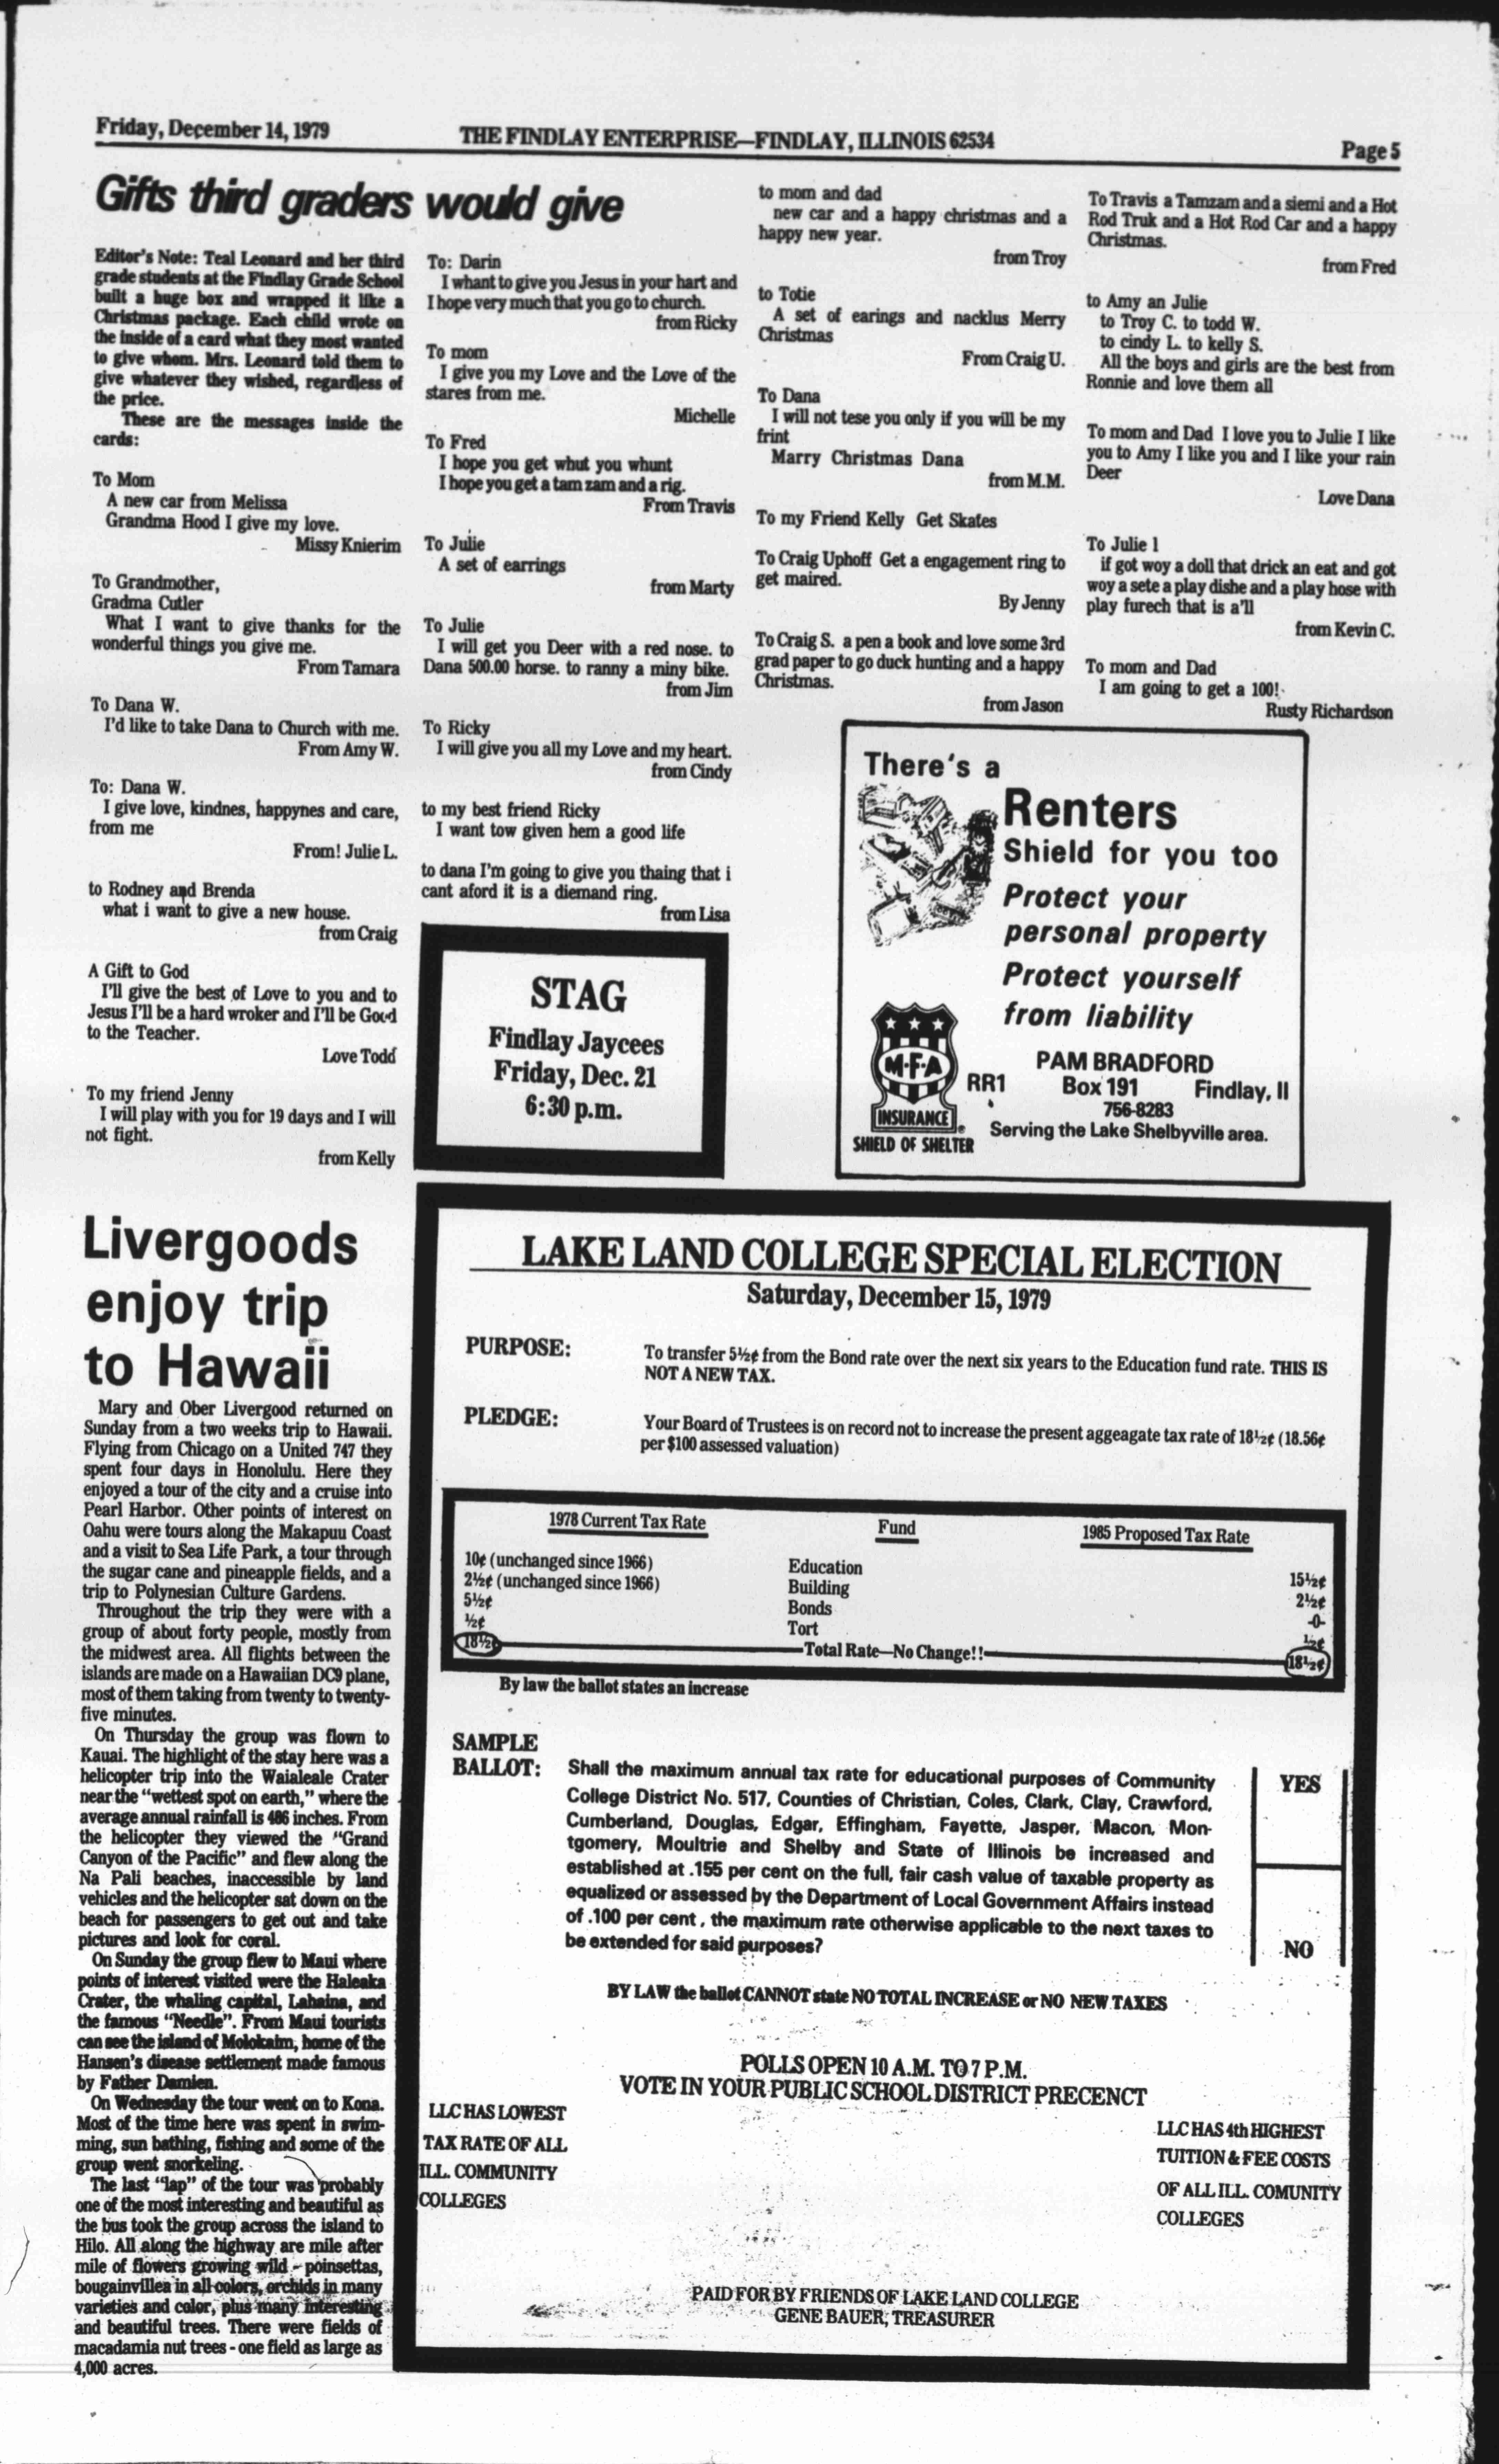 Friday, December 14, 1979
THE FINDLAY ENTERPRISE—FINDLAY, ILLINOIS 62534
Page 5
Gifts third graders would give
Editor's Note: Teal Leonard and her third
grade students at the Findlay Grade School
built a huge box and wrapped it like a
Christmas package. Each child wrote on
the inside of a card what they most wanted
to give whom. Mrs. Leonard told them to
give whatever they wished, regardless of
the price.
These are the messages inside the
cards:
To Mom
A new car from Melissa
Grandma Hood I give my love.
Missy Knierim
To Grandmother,
Gradma Cutler
What I want to give thanks for the
wonderful things you give me.
From Tamara
To Dana W.
I'd like to take Dana to Church with me.
From Amy W.
To: Dana W.
I give love, kindnes, happynes and care,
from me
From! Julie L.
to Rodney and Brenda
what i want to give a new house.
from Craig
A Gift to God
I'll give the best of Love to you and to
Jesus I'll be a hard wroker and I'll be Good
to the Teacher.
Love Todd
To my friend Jenny
I will play with you for 19 days and I will
not fight.
from Kelly
To: Darin
I whant to give you Jesus in your hart and
I hope very much that you go to church.
from Ricky
To mom
I give you my Love and the Love of the
stares from me.
Michelle
To Fred
I hope you get whut you whunt
I hope you get a tam zam and a rig.
From Travis
To Julie
A set of earrings
from Marty
To Julie
I will get you Deer with a red nose. to
Dana 500.00 horse. to ranny a miny bike.
from Jim
To Ricky
I will give you all my Love and my heart.
from Cindy
to my best friend Ricky
I want tow given hem a good life
to dana I'm going to give you thaing that i
cant aford it is a diemand ring.
from Lisa
to mom and dad
new car and a happy christmas and a
happy new year.
from Troy
to Totie
A set of earings and nacklus Merry
Christmas
From Craig U.
To Dana
I will not tese you only if you will be my
frint
Marry Christmas Dana
from M.M.
To my Friend Kelly Get Skates
To Craig Uphoff Get a engagement ring to
get maired.
By Jenny
To Craig S. a pen a book and love some 3rd
grad paper to go duck hunting and a happy
Christmas.
from Jason
To Travis a Tamzam and a siemi and a Hot
Rod Truk and a Hot Rod Car and a happy
Christmas.
from Fred
to Amy an Julie
to Troy C. to todd W.
to cindy L. to kelly S.
All the boys and girls are the best from
Ronnie and love them all
To mom and Dad I love you to Julie I like
you to Amy I like you and I like your rain
Deer
Love Dana
To Julie l
if got woy a doll that drick an eat and got
woy a sete a play dishe and a play hose with
play furech that is a'll
from Kevin C.
To mom and Dad
I am going to get a 100!
Rusty Richardson
STAG
Findlay Jaycees
Friday, Dec. 21
6:30 p.m.
There's a
Renters
Shield for you too
Protect your
personal property
Protect yourself
from liability
M·F·A
INSURANCE
SHIELD OF SHELTER
PAM BRADFORD
RR1 Box 191 Findlay, Il
756-8283
Serving the Lake Shelbyville area.
Livergoods
enjoy trip
to Hawaii
Mary and Ober Livergood returned on
Sunday from a two weeks trip to Hawaii.
Flying from Chicago on a United 747 they
spent four days in Honolulu. Here they
enjoyed a tour of the city and a cruise into
Pearl Harbor. Other points of interest on
Oahu were tours along the Makapuu Coast
and a visit to Sea Life Park, a tour through
the sugar cane and pineapple fields, and a
trip to Polynesian Culture Gardens.
Throughout the trip they were with a
group of about forty people, mostly from
the midwest area. All flights between the
islands are made on a Hawaiian DC9 plane,
most of them taking from twenty to twenty-
five minutes.
On Thursday the group was flown to
Kauai. The highlight of the stay here was a
helicopter trip into the Waialeale Crater
near the "wettest spot on earth," where the
average annual rainfall is 486 inches. From
the helicopter they viewed the "Grand
Canyon of the Pacific" and flew along the
Na Pali beaches, inaccessible by land
vehicles and the helicopter sat down on the
beach for passengers to get out and take
pictures and look for coral.
On Sunday the group flew to Maui where
points of interest visited were the Haleaka
Crater, the whaling capital, Lahaina, and
the famous "Needle". From Maui tourists
can see the island of Molokaim, home of the
Hansen's disease settlement made famous
by Father Damien.
On Wednesday the tour went on to Kona.
Most of the time here was spent in swim-
ming, sun bathing, fishing and some of the
group went snorkeling.
The last "lap" of the tour was probably
one of the most interesting and beautiful as
the bus took the group across the island to
Hilo. All along the highway are mile after
mile of flowers growing wild - poinsettas,
bougainvillea in all colors, orchids in many
varieties and color, plus many interesting
and beautiful trees. There were fields of
macadamia nut trees - one field as large as
4,000 acres.
LAKE LAND COLLEGE SPECIAL ELECTION
Saturday, December 15, 1979
PURPOSE: To transfer 5½¢ from the Bond rate over the next six years to the Education fund rate. THIS IS
NOT A NEW TAX.
PLEDGE: Your Board of Trustees is on record not to increase the present aggeagate tax rate of 18½¢ (18.56¢
per $100 assessed valuation)
1978 Current Tax Rate Fund 1985 Proposed Tax Rate
10¢ (unchanged since 1966) Education 15½¢
2½¢ (unchanged since 1966) Building 2½¢
5½¢ Bonds -0-
½¢ Tort ½¢
18½ Total Rate—No Change!! 18½¢
By law the ballot states an increase
SAMPLE
BALLOT: Shall the maximum annual tax rate for educational purposes of Community
College District No. 517, Counties of Christian, Coles, Clark, Clay, Crawford,
Cumberland, Douglas, Edgar, Effingham, Fayette, Jasper, Macon, Mon-
tgomery, Moultrie and Shelby and State of Illinois be increased and
established at .155 per cent on the full, fair cash value of taxable property as
equalized or assessed by the Department of Local Government Affairs instead
of .100 per cent , the maximum rate otherwise applicable to the next taxes to
be extended for said purposes?
YES
NO
BY LAW the ballot CANNOT state NO TOTAL INCREASE or NO NEW TAXES
POLLS OPEN 10 A.M. TO 7 P.M.
VOTE IN YOUR PUBLIC SCHOOL DISTRICT PRECENCT
LLC HAS LOWEST
TAX RATE OF ALL
ILL. COMMUNITY
COLLEGES
LLC HAS 4th HIGHEST
TUITION & FEE COSTS
OF ALL ILL. COMUNITY
COLLEGES
PAID FOR BY FRIENDS OF LAKE LAND COLLEGE
GENE BAUER, TREASURER